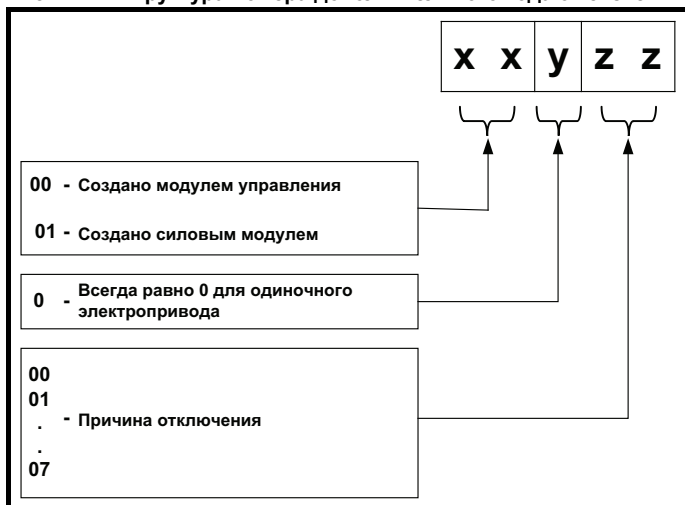 x x y z z
00 - Создано модулем управления
01 - Создано силовым модулем
0 - Всегда равно 0 для одиночного
электропривода
00
01
.
- Причина отключения
.
07